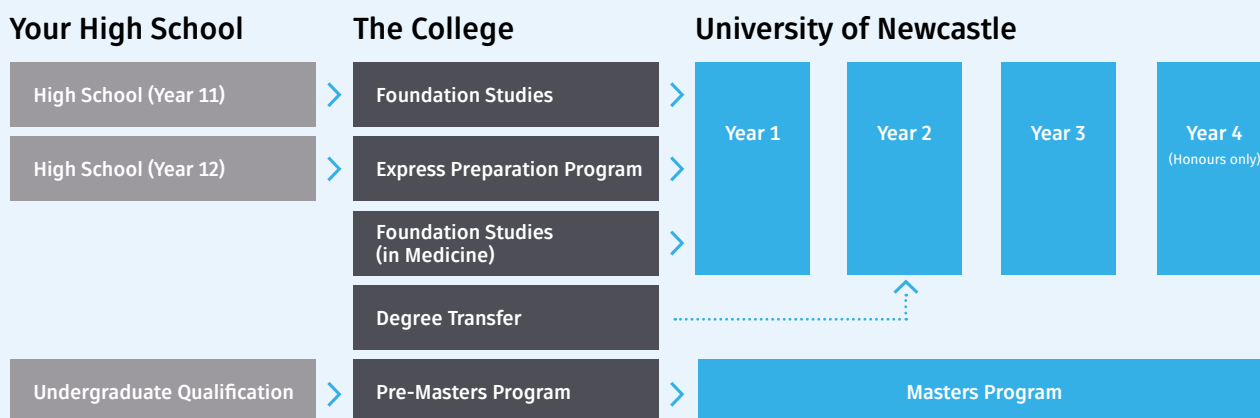 Your High School
The College
University of Newcastle
High School (Year 11)
Foundation Studies
Year 1
Year 2
Year 3
Year 4
(Honours only)
High School (Year 12)
Express Preparation Program
Foundation Studies
(in Medicine)
Degree Transfer
Undergraduate Qualification
Pre-Masters Program
Masters Program